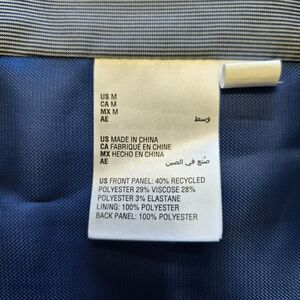 US M
CA M
MX M
AE وسط
US MADE IN CHINA
CA FABRIQUÉ EN CHINE
MX HECHO EN CHINA
AE صنع في الصين
US FRONT PANEL: 40% RECYCLED
POLYESTER 29% VISCOSE 28%
POLYESTER 3% ELASTANE
LINING: 100% POLYESTER
BACK PANEL: 100% POLYESTER